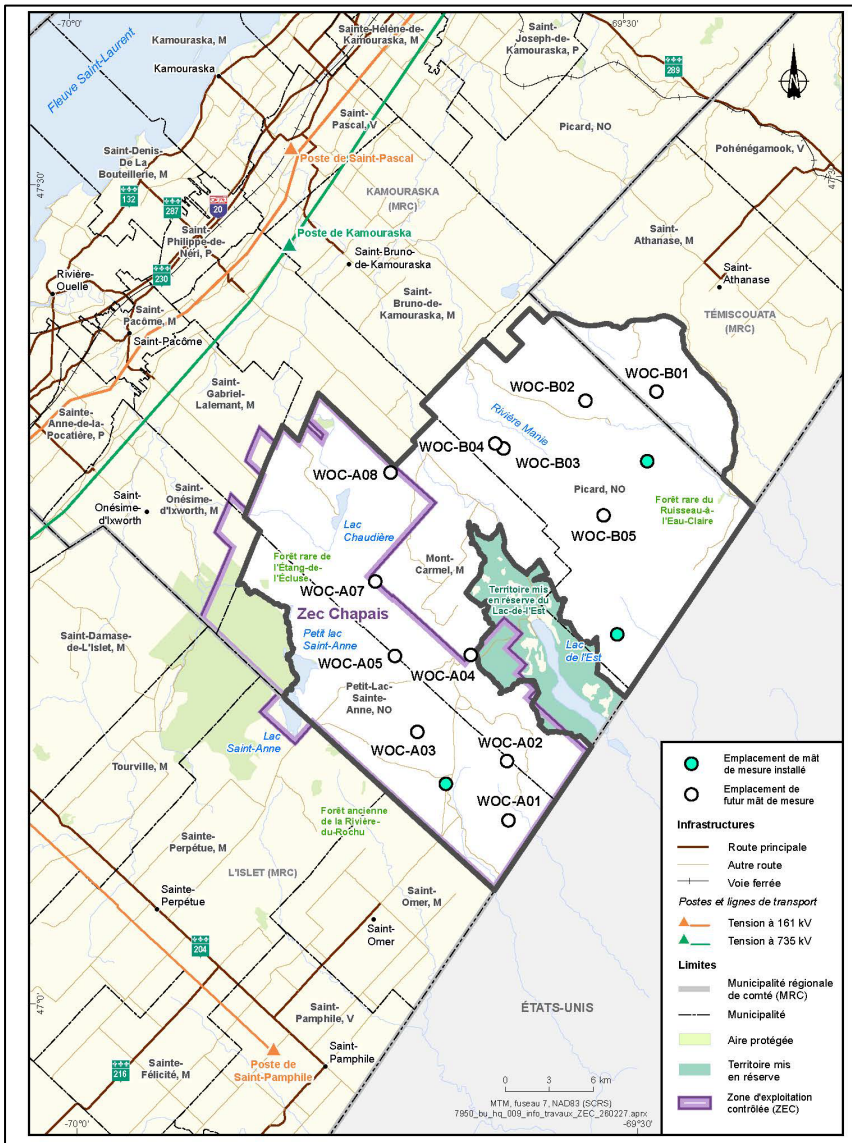 -70°0'
-69°30'
Fleuve Saint-Laurent
Kamouraska, M
Kamouraska
Sainte-Hélène-de-
Kamouraska, M
Saint-
Joseph-de-
Kamouraska, P
289
Saint-
Pascal, V
Picard, NO
Pohénégamook, V
Saint-Denis-
De La
Bouteillerie, M
Poste de Saint-Pascal
47°30'
47°30'
132
287
20
KAMOURASKA
(MRC)
Saint-
Philippe-de-
Néri, P
Poste de Kamouraska
Saint-
Athanase, M
230
Saint-Bruno-
de-Kamouraska
Saint-
Athanase
Rivière-
Ouelle
Saint-
Bruno-de-
Kamouraska, M
Saint-
Pacôme, M
Saint-Pacôme
TÉMISCOUATA
(MRC)
Saint-
Gabriel-
Lalemant, M
WOC-B02
WOC-B01
Sainte-
Anne-de-la-
Pocatière, P
Rivière Manie
WOC-B04
WOC-B03
WOC-A08
Picard, NO
Saint-
Onésime-
d'Ixworth
Saint-
Onésime-
d'Ixworth, M
Forêt rare du
Ruisseau-à-
l'Eau-Claire
WOC-B05
Lac
Chaudière
Forêt rare de
l'Étang-de-
l'Écluse
Mont-
Carmel, M
WOC-A07
Territoire mis
en réserve du
Lac-de-l'Est
Zec Chapais
Saint-Damase-
de-L'Islet, M
Petit lac
Saint-Anne
Lac
de l'Est
WOC-A05
WOC-A04
Petit-Lac-
Sainte-
Anne, NO
Lac
Saint-Anne
WOC-A03
WOC-A02
Tourville, M
WOC-A01
Forêt ancienne
de la Rivière-
du-Rochu
Sainte-
Perpétue, M
L'ISLET (MRC)
Saint-
Omer, M
Sainte-
Perpétue
Saint-
Omer
204
47°0'
ÉTATS-UNIS
Saint-
Pamphile, V
Poste de
Saint-Pamphile
Saint-
Pamphile
216
Sainte-
Félicité, M
0 3 6 km
MTM, fuseau 7, NAD83 (SCRS)
7950_bu_hq_009_info_travaux_ZEC_260227.aprx
-70°0'
-69°30'
Emplacement de mât
de mesure installé
Emplacement de
futur mât de mesure
Infrastructures
Route principale
Autre route
Voie ferrée
Postes et lignes de transport
Tension à 161 kV
Tension à 735 kV
Limites
Municipalité régionale
de comté (MRC)
Municipalité
Aire protégée
Territoire mis
en réserve
Zone d'exploitation
contrôlée (ZEC)